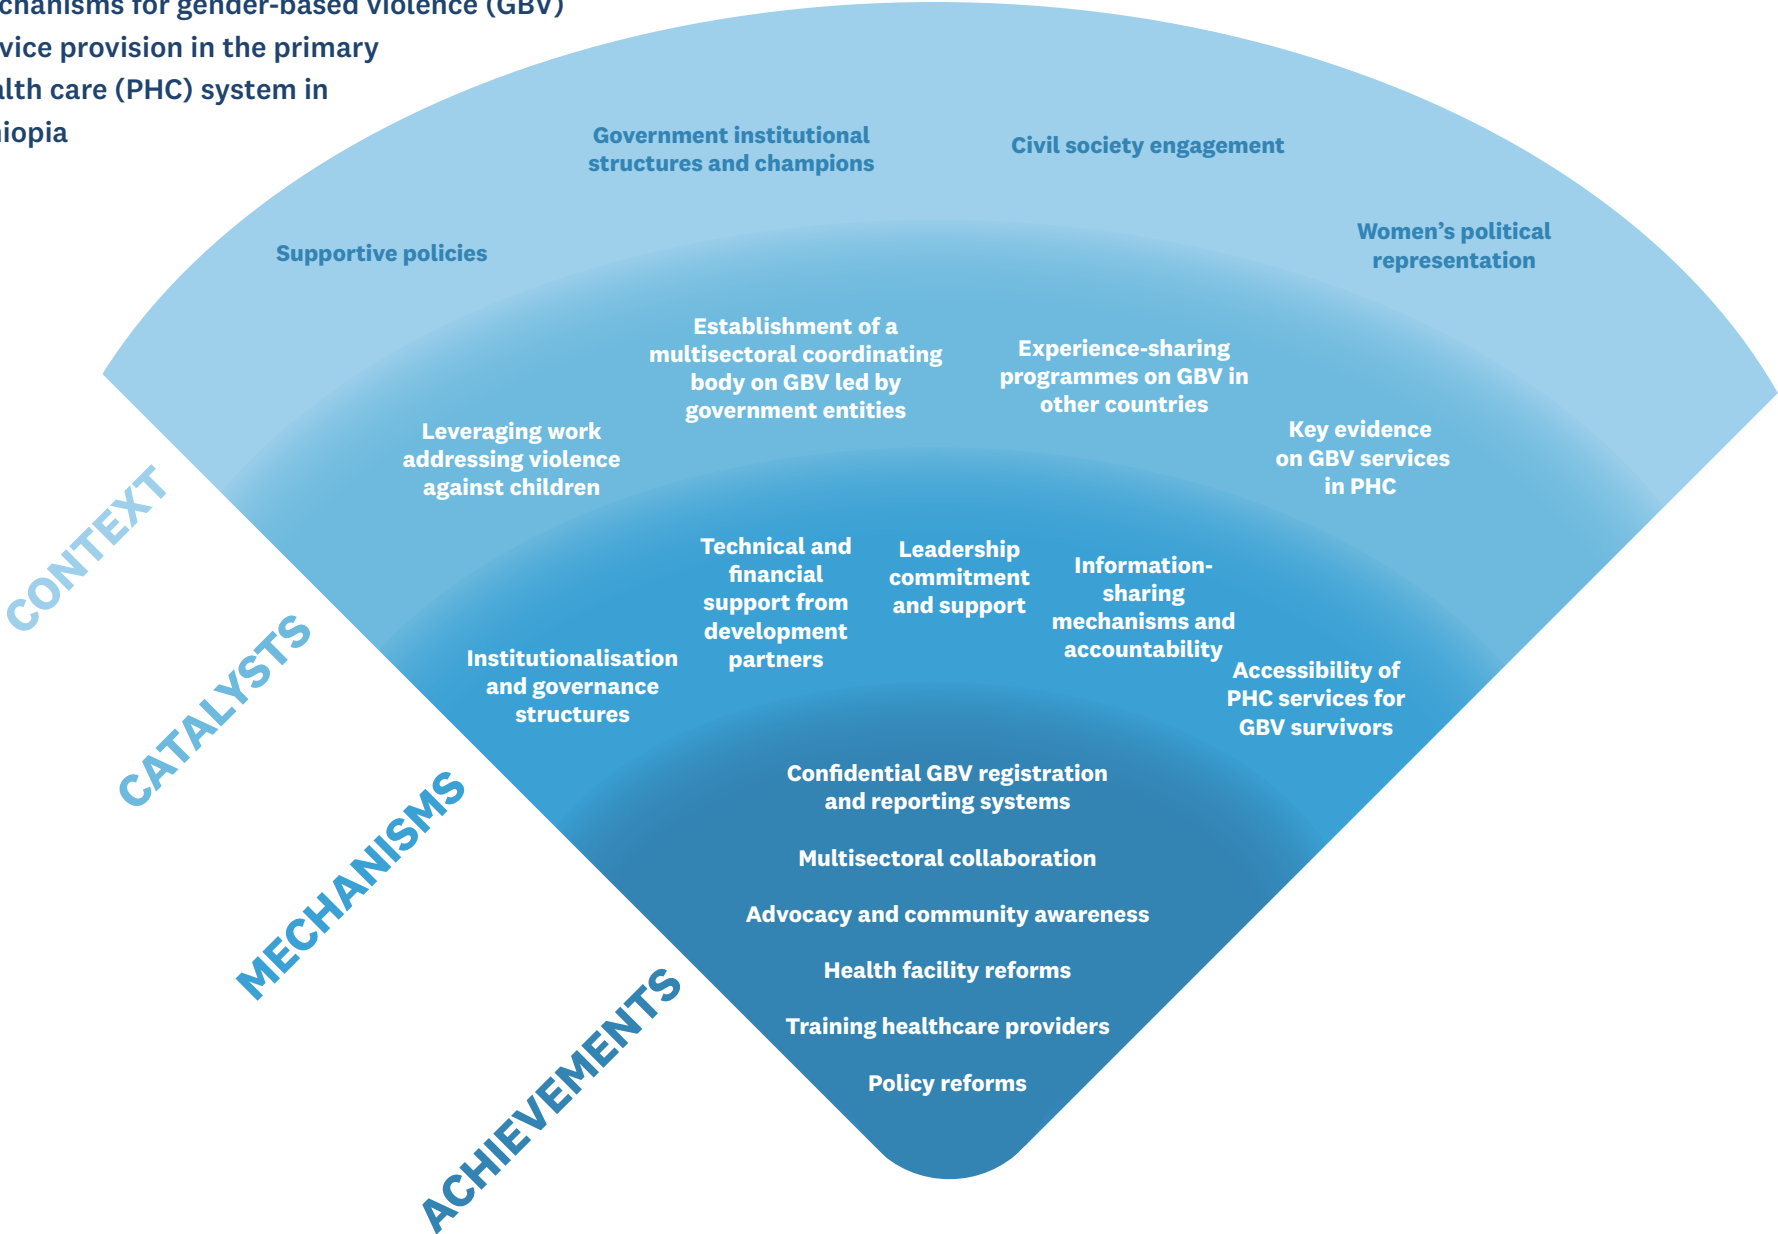 chanisms for gender-based violence (GBV)
vice provision in the primary
alth care (PHC) system in
iopia
Government institutional
structures and champions
Civil society engagement
Supportive policies
Women's political
representation
Establishment of a
multisectoral coordinating
body on GBV led by
government entities
Experience-sharing
programmes on GBV in
other countries
Leveraging work
addressing violence
against children
Key evidence
on GBV services
in PHC
CONTEXT
Technical and
financial
support from
development
partners
Leadership
commitment
and support
Information-
sharing
mechanisms and
accountability
Institutionalisation
and governance
structures
Accessibility of
PHC services for
GBV survivors
CATALYSTS
Confidential GBV registration
and reporting systems
Multisectoral collaboration
Advocacy and community awareness
Health facility reforms
Training healthcare providers
Policy reforms
MECHANISMS
ACHIEVEMENTS